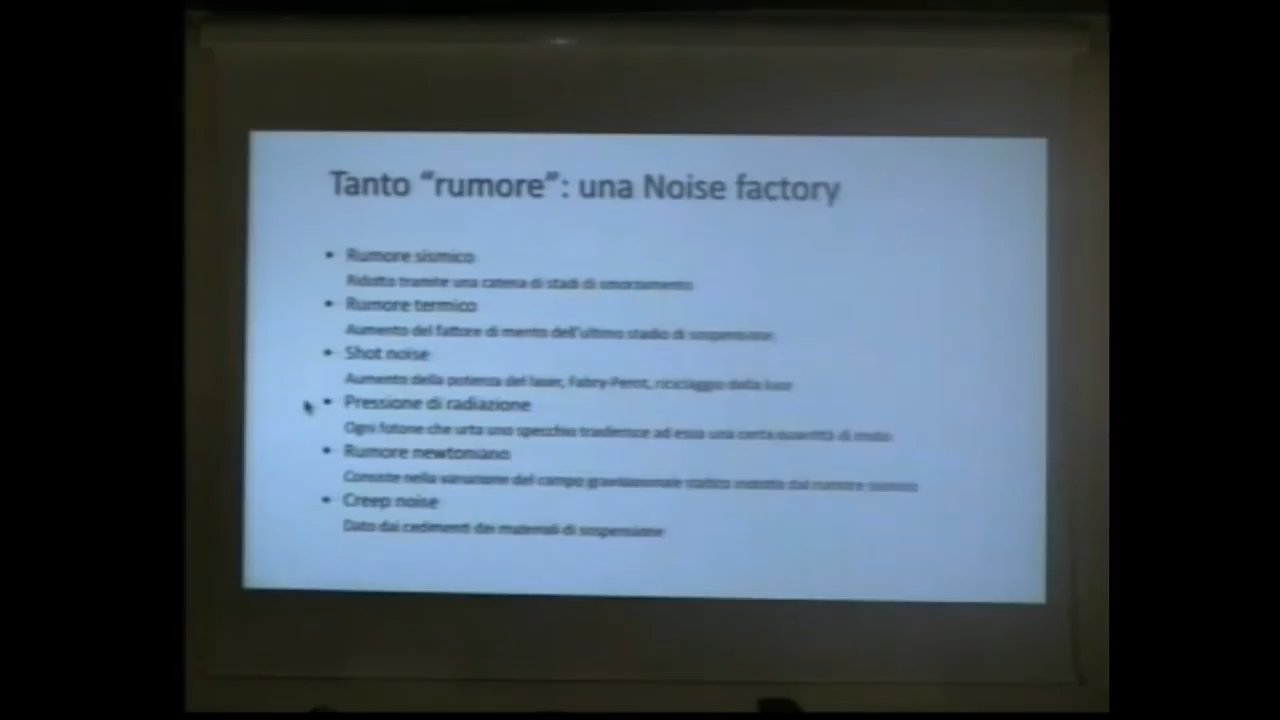 Tanto “rumore”: una Noise factory
• Rumore sismico
Ridotto tramite una catena di stadi di smorzamento
• Rumore termico
Aumento del fattore di merito dell'ultimo stadio di sospensione
• Shot noise
Aumento della potenza del laser, Fabry-Perot, riciclaggio della luce
• Pressione di radiazione
Ogni fotone che urta uno specchio trasferisce ad esso una certa quantità di moto
• Rumore newtoniano
Consiste nella variazione del campo gravitazionale statico indotto dal rumore sismico
• Creep noise
Dato dai cedimenti dei materiali di sospensione